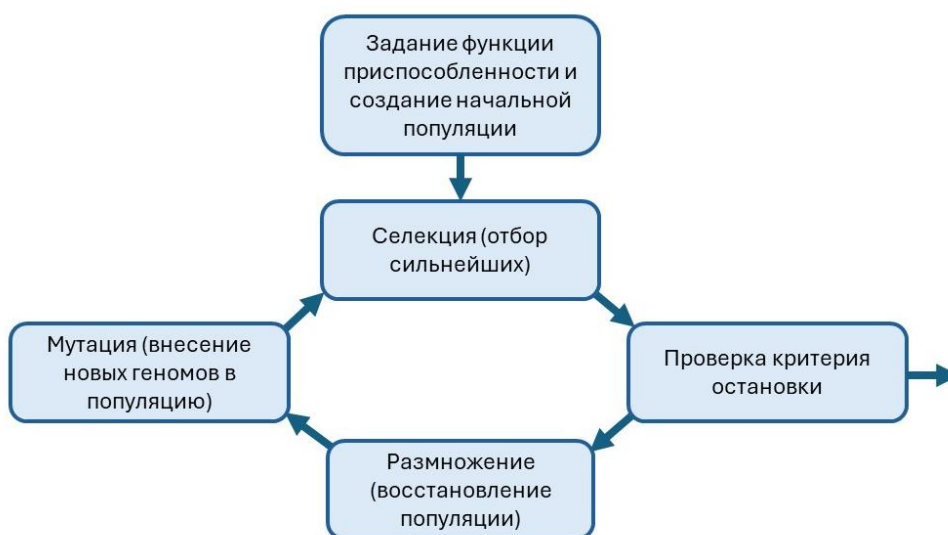 Задание функции
приспособленности и
создание начальной
популяции
Селекция (отбор
сильнейших)
Мутация (внесение
новых геномов в
популяцию)
Проверка критерия
остановки
Размножение
(восстановление
популяции)